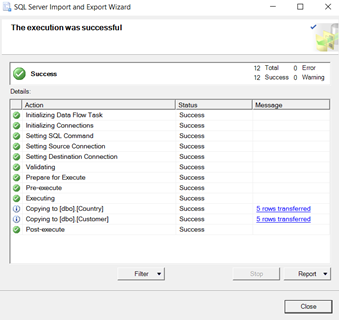 SQL Server Import and Export Wizard
The execution was successful
Success
12 Total 0 Error
12 Success 0 Warning
Details:
Action Status Message
Initializing Data Flow Task Success
Initializing Connections Success
Setting SQL Command Success
Setting Source Connection Success
Setting Destination Connection Success
Validating Success
Prepare for Execute Success
Pre-execute Success
Executing Success
Copying to [dbo].[Country] Success 5 rows transferred
Copying to [dbo].[Customer] Success 5 rows transferred
Post-execute Success
Filter Stop Report
Close